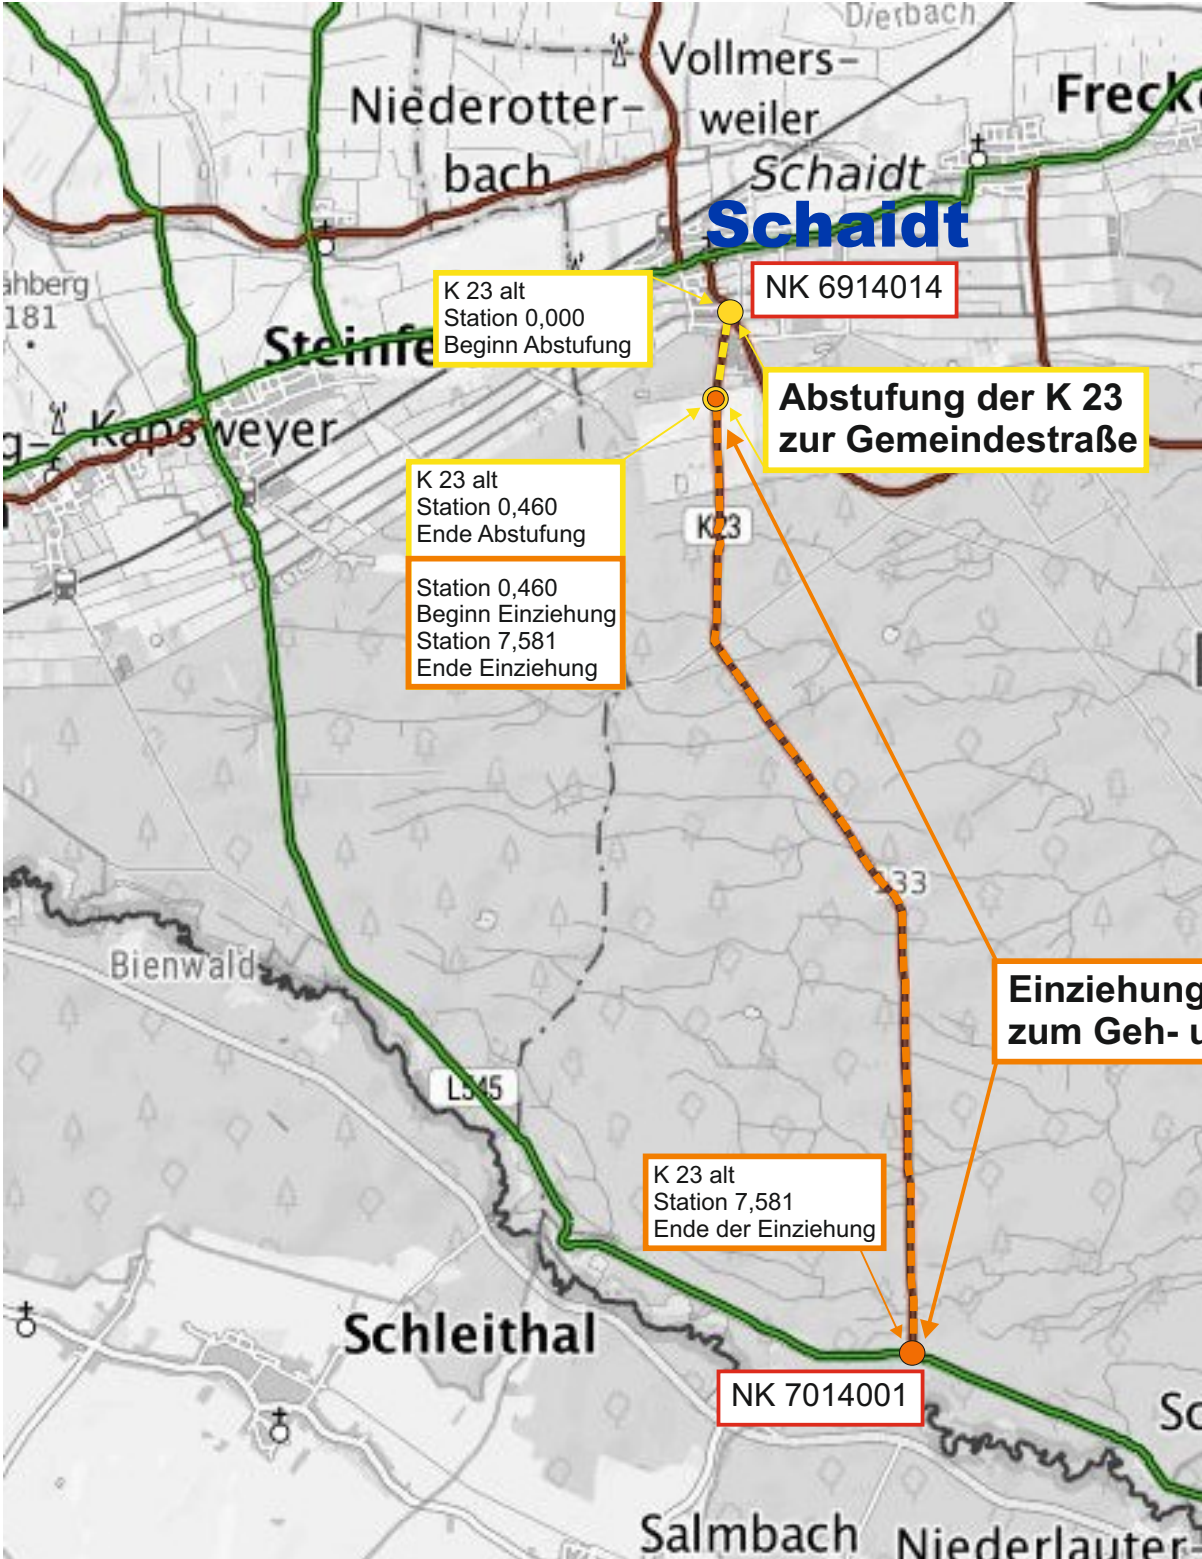 Dierbach
Vollmers-
weiler
Niederotter-
bach
Freck
Schaidt
Schaidt
NK 6914014
ahberg
181
K 23 alt
Station 0,000
Beginn Abstufung
Steinfe
Abstufung der K 23
zur Gemeindestraße
g-
Kapsweyer
K 23 alt
Station 0,460
Ende Abstufung
K23
Station 0,460
Beginn Einziehung
Station 7,581
Ende Einziehung
133
Bienwald
Einziehung
zum Geh- u
L545
K 23 alt
Station 7,581
Ende der Einziehung
Schleithal
NK 7014001
Sc
Salmbach
Niederlauter-